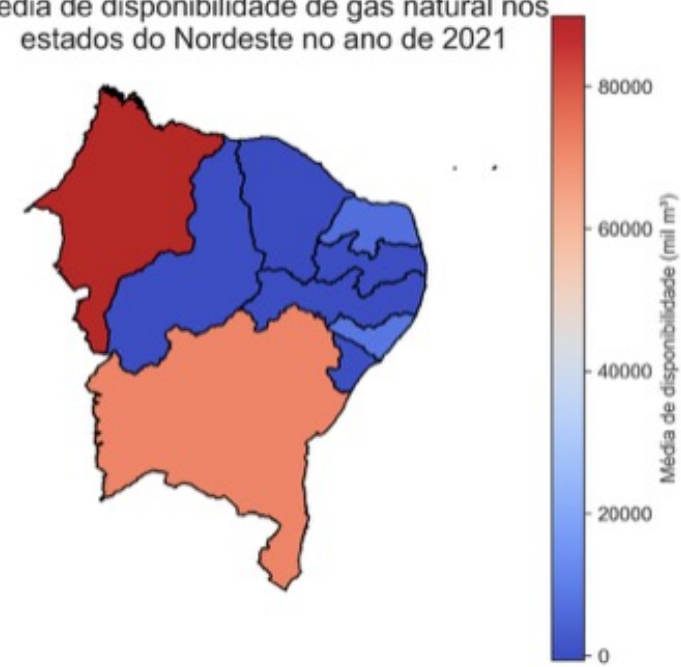 édia de disponibilidade de gás natural nos
estados do Nordeste no ano de 2021
80000
60000
40000
20000
0
Média de disponibilidade (mil m³)